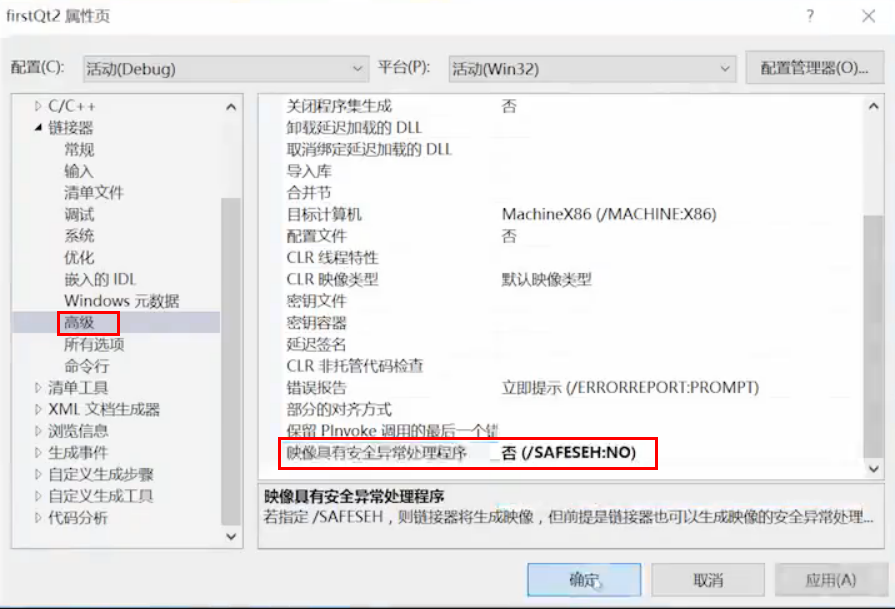 firstQt2 属性页
配置(C): 活动(Debug) 平台(P): 活动(Win32) 配置管理器(O)...
C/C++
链接器
常规
输入
清单文件
调试
系统
优化
嵌入的 IDL
Windows 元数据
高级
所有选项
命令行
清单工具
XML 文档生成器
浏览信息
生成事件
自定义生成步骤
自定义生成工具
代码分析
关闭程序集生成 否
卸载延迟加载的 DLL
取消绑定延迟加载的 DLL
导入库
合并节
目标计算机 MachineX86 (/MACHINE:X86)
配置文件 否
CLR 线程特性
CLR 映像类型 默认映像类型
密钥文件
密钥容器
延迟签名
CLR 非托管代码检查
错误报告 立即提示 (/ERRORREPORT:PROMPT)
部分的对齐方式
保留 PInvoke 调用的最后一个错
映像具有安全异常处理程序 否 (/SAFESEH:NO)
映像具有安全异常处理程序
若指定 /SAFESEH，则链接器将生成映像，但前提是链接器也可以生成映像的安全异常处理...
确定 取消 应用(A)